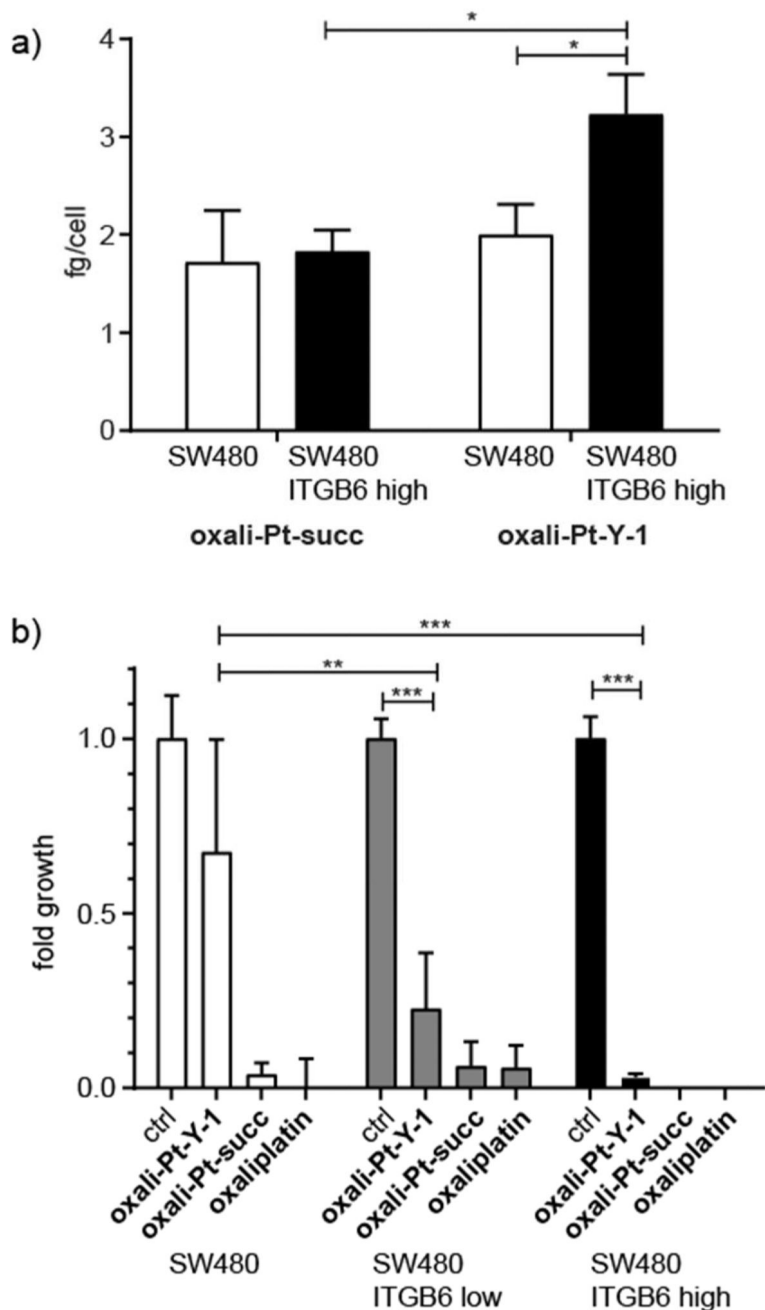 a)
*
*
4
3
2
1
0
fg/cell
SW480
SW480
ITGB6 high
SW480
SW480
ITGB6 high
oxali-Pt-succ
oxali-Pt-Y-1
b)
***
**
***
***
1.0
0.5
0.0
fold growth
ctrl
oxali-Pt-Y-1
oxali-Pt-succ
oxaliplatin
ctrl
oxali-Pt-Y-1
oxali-Pt-succ
oxaliplatin
ctrl
oxali-Pt-Y-1
oxali-Pt-succ
oxaliplatin
SW480
SW480
ITGB6 low
SW480
ITGB6 high